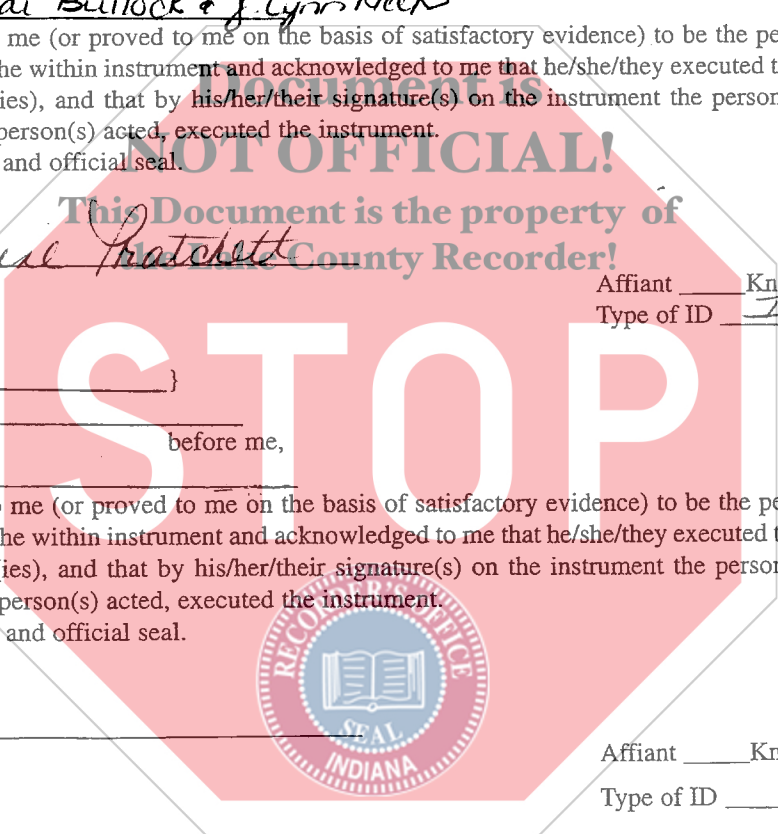 Bullock & J. Lynn
me (or proved to me on the basis of satisfactory evidence) to be the pe
he within instrument and acknowledged to me that he/she/they executed t
ies), and that by his/her/their signature(s) on the instrument the person
person(s) acted, executed the instrument.
and official seal.
Document is
NOT OFFICIAL!
This Document is the property of
the Lake County Recorder!
Pratchett
Affiant ____Kn
Type of ID ____
STOP
}
before me,
me (or proved to me on the basis of satisfactory evidence) to be the pe
he within instrument and acknowledged to me that he/she/they executed t
ies), and that by his/her/their signature(s) on the instrument the person
person(s) acted, executed the instrument.
and official seal.
RECORDER'S OFFICE
SEAL
INDIANA
Affiant ____Kn
Type of ID ____